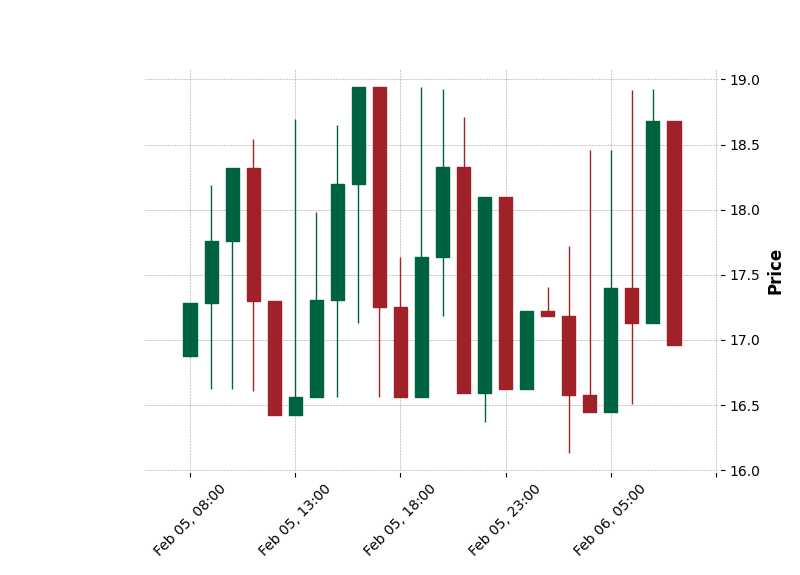 19.0
18.5
18.0
17.5
17.0
16.5
16.0
Price
Feb 05, 08:00
Feb 05, 13:00
Feb 05, 18:00
Feb 05, 23:00
Feb 06, 05:00